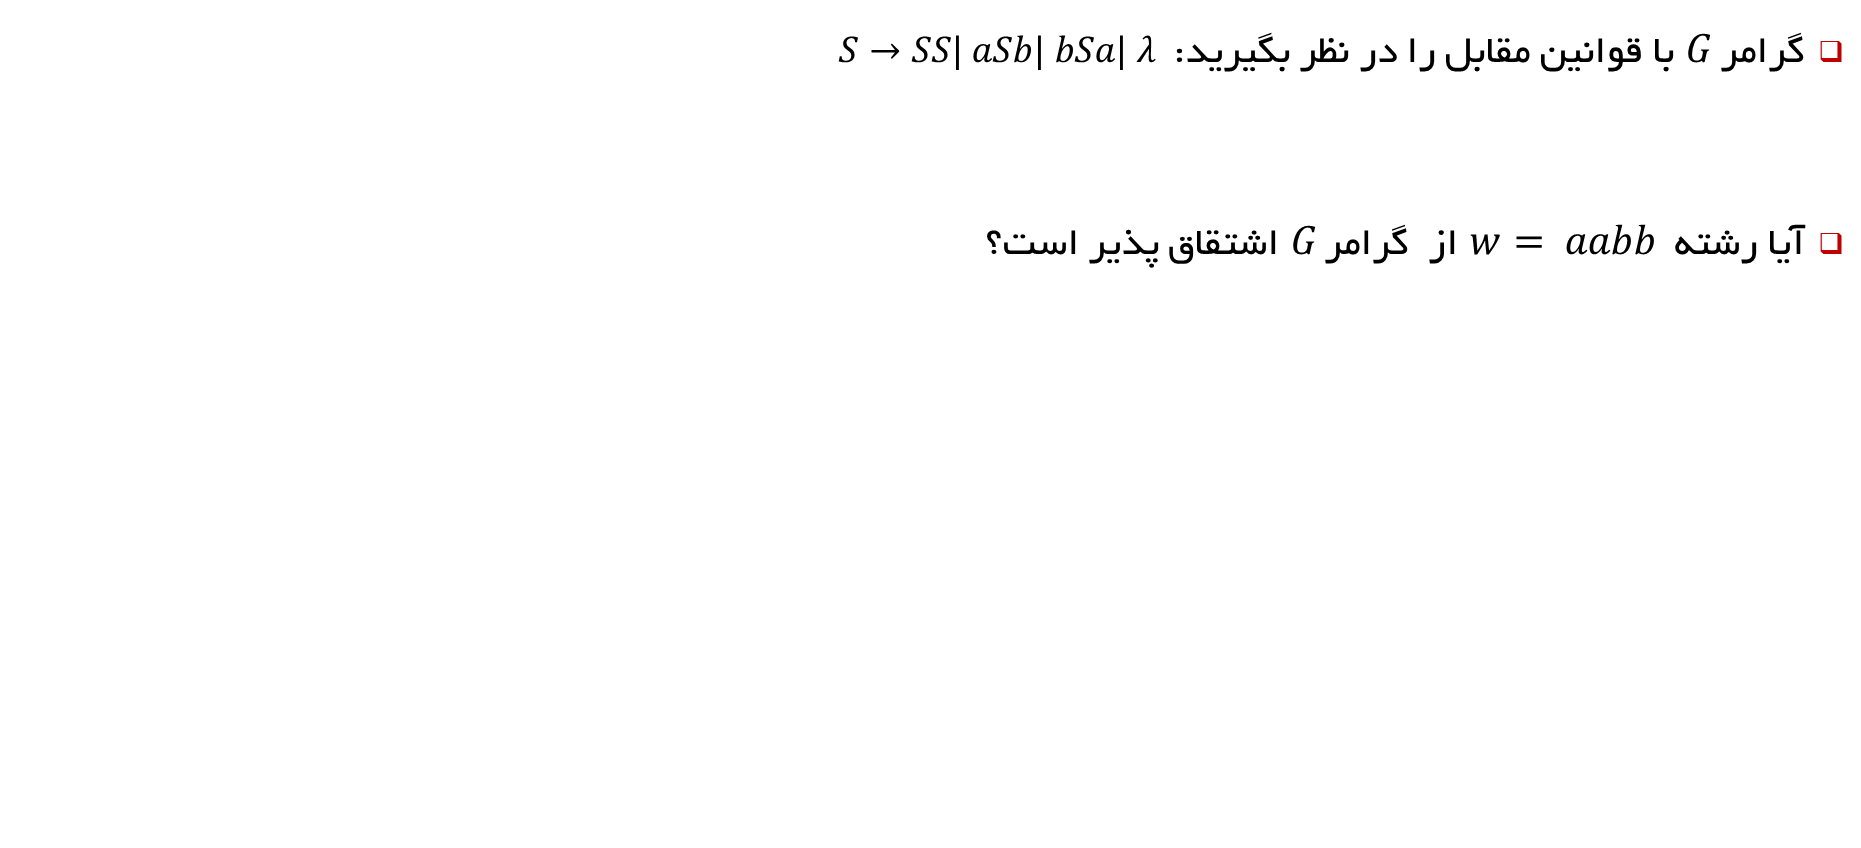 ❑ گرامر G با قوانین مقابل را در نظر بگیرید: S → SS| aSb| bSa| λ
❑ آیا رشته w = aabb از گرامر G اشتقاق پذیر است؟